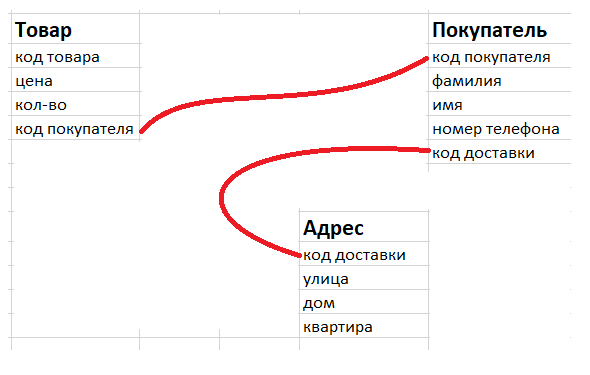 Товар
код товара
цена
кол-во
код покупателя
Покупатель
код покупателя
фамилия
имя
номер телефона
код доставки
Адрес
код доставки
улица
дом
квартира